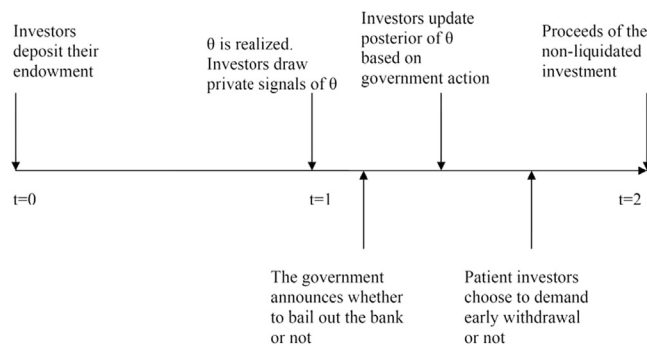 Investors
deposit their
endowment
θ is realized.
Investors draw
private signals of θ
Investors update
posterior of θ
based on
government action
Proceeds of the
non-liquidated
investment
t=0
t=1
t=2
The government
announces whether
to bail out the bank
or not
Patient investors
choose to demand
early withdrawal
or not